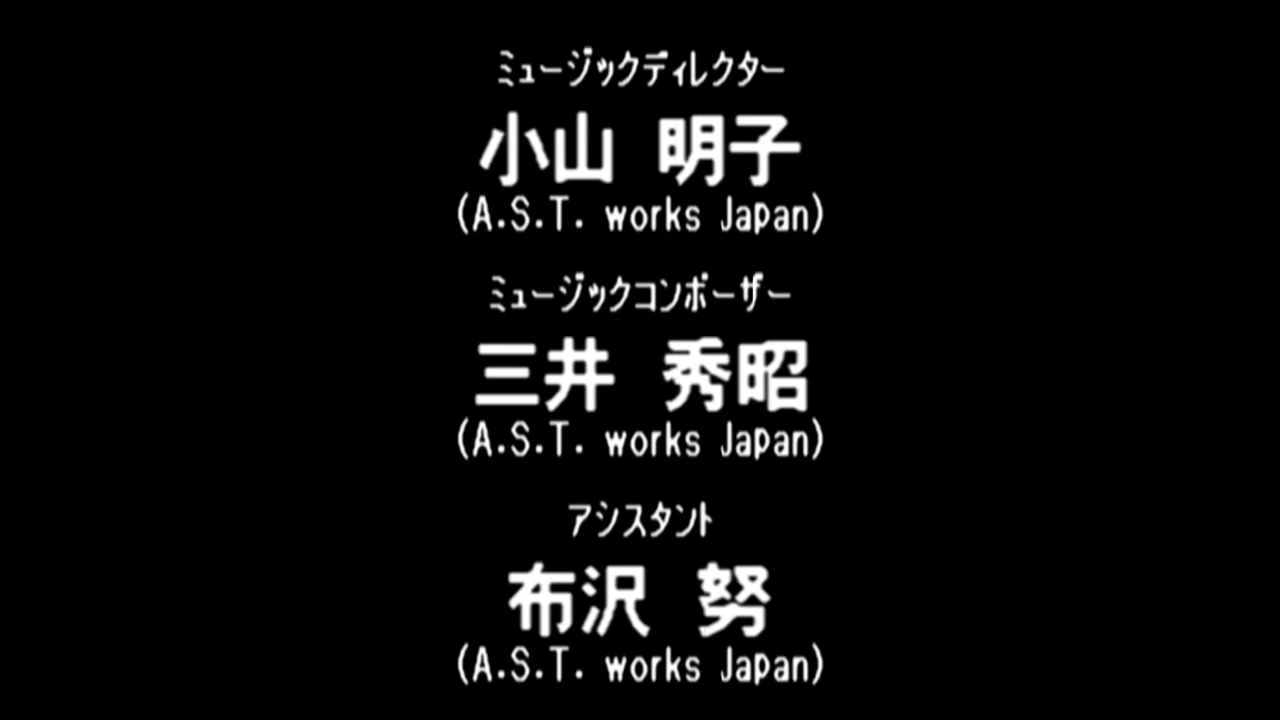 ミュージックディレクター
小山 明子
(A.S.T. works Japan)
ミュージックコンポーザー
三井 秀昭
(A.S.T. works Japan)
アシスタント
布沢 努
(A.S.T. works Japan)